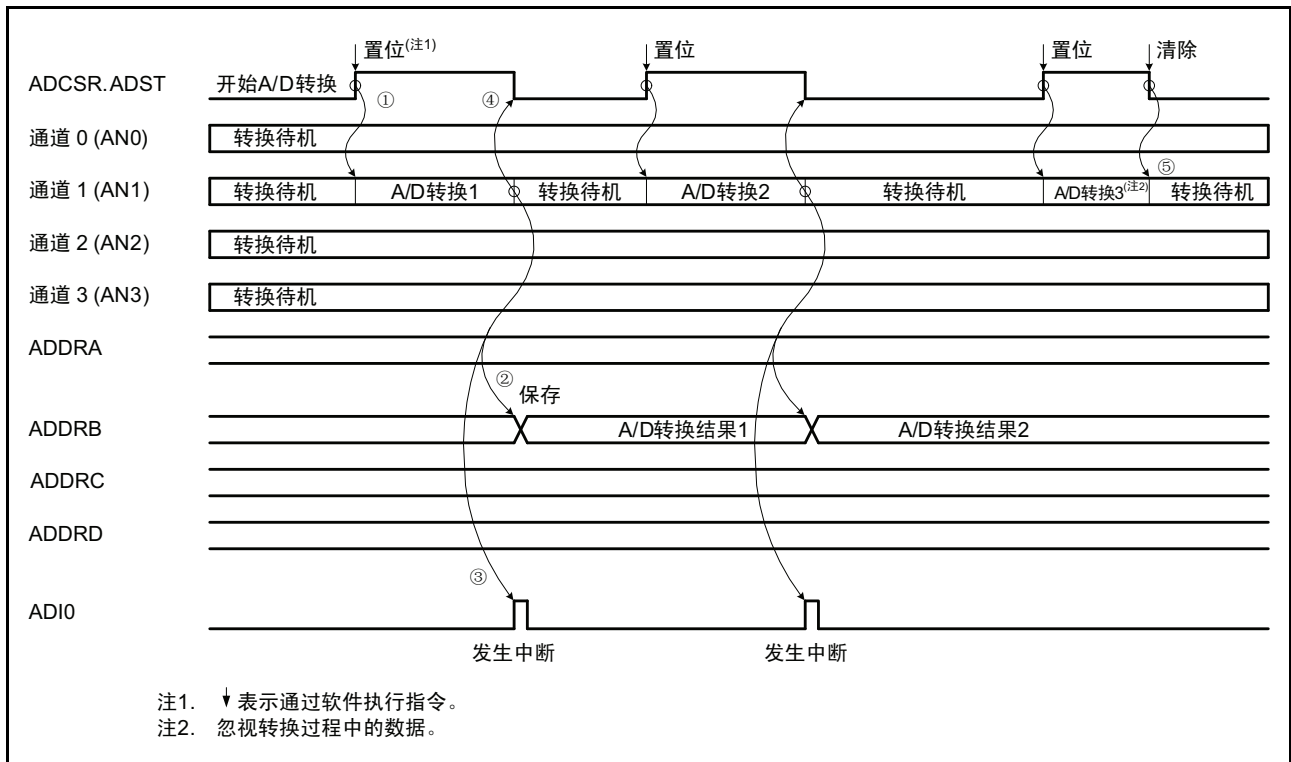 置位(注1) 置位 置位 清除
ADCSR.ADST 开始A/D转换 ① ④
通道 0 (AN0) 转换待机
⑤
通道 1 (AN1) 转换待机 A/D转换1 转换待机 A/D转换2 转换待机 A/D转换3(注2) 转换待机
通道 2 (AN2) 转换待机
通道 3 (AN3) 转换待机
ADDRA
② 保存
ADDRB A/D转换结果1 A/D转换结果2
ADDRC
ADDRD
③
ADI0
发生中断 发生中断
注1. 表示通过软件执行指令。
注2. 忽视转换过程中的数据。